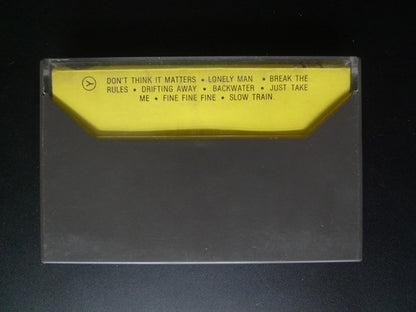 Ⓨ DON'T THINK IT MATTERS • LONELY MAN • BREAK THE
RULES • DRIFTING AWAY • BACKWATER • JUST TAKE
ME • FINE FINE FINE • SLOW TRAIN.